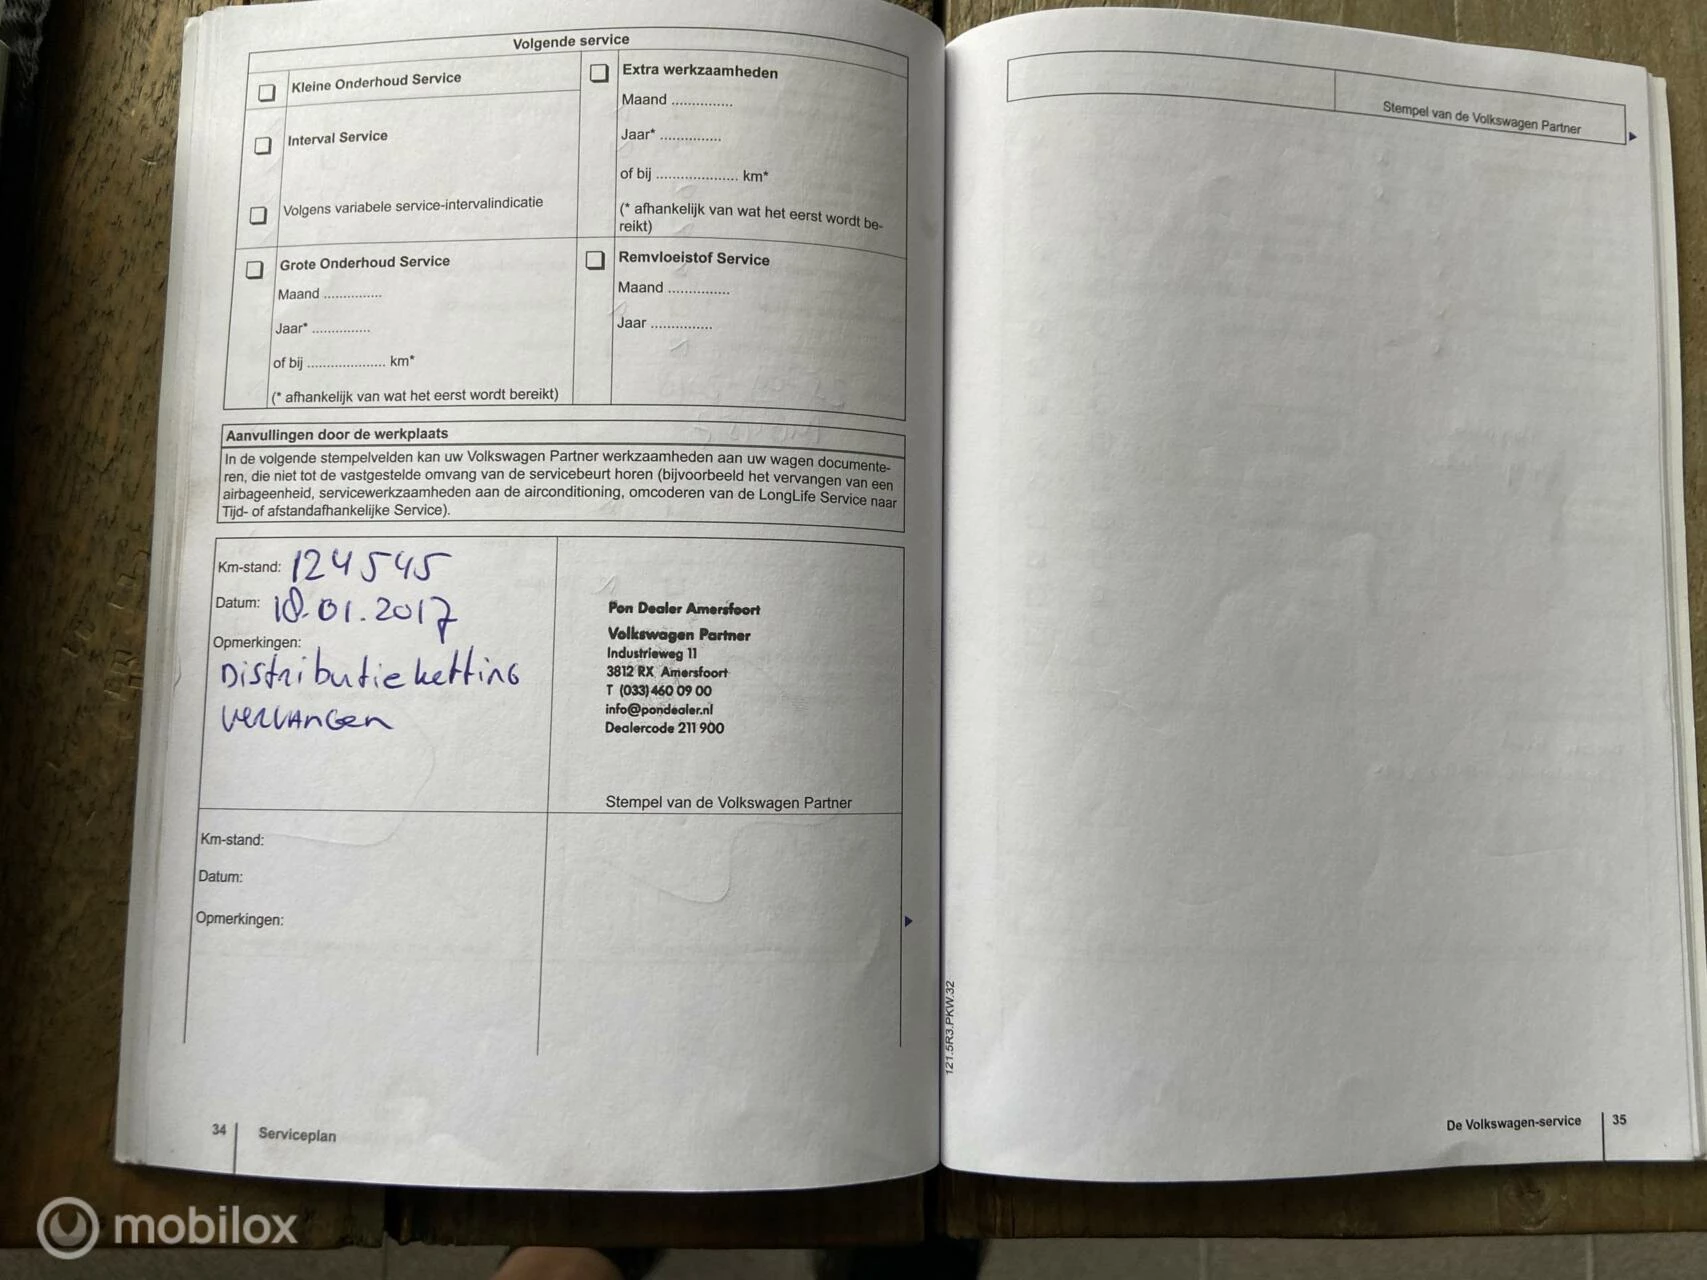 Volgende service
Kleine Onderhoud Service
Interval Service
Volgens variabele service-intervalindicatie
Extra werkzaamheden
Maand ...............
Jaar* ...............
of bij .................... km*
(* afhankelijk van wat het eerst wordt be-
reikt)
Grote Onderhoud Service
Maand ...............
Jaar* ...............
of bij .................... km*
(* afhankelijk van wat het eerst wordt bereikt)
Remvloeistof Service
Maand ...............
Jaar ...............
Aanvullingen door de werkplaats
In de volgende stempelvelden kan uw Volkswagen Partner werkzaamheden aan uw wagen documente-
ren, die niet tot de vastgestelde omvang van de servicebeurt horen (bijvoorbeeld het vervangen van een
airbageenheid, servicewerkzaamheden aan de airconditioning, omcoderen van de LongLife Service naar
Tijd- of afstandafhankelijke Service).
Km-stand: 124545
Datum: 18.01.2017
Opmerkingen:
Distributieketting
vervangen
Pon Dealer Amersfoort
Volkswagen Partner
Industrieweg 11
3812 RX Amersfoort
T (033) 460 09 00
info@pondealer.nl
Dealercode 211 900
Stempel van de Volkswagen Partner
Km-stand:
Datum:
Opmerkingen:
34 Serviceplan
Stempel van de Volkswagen Partner
121.5R3.PKW.32
De Volkswagen-service 35
mobilox